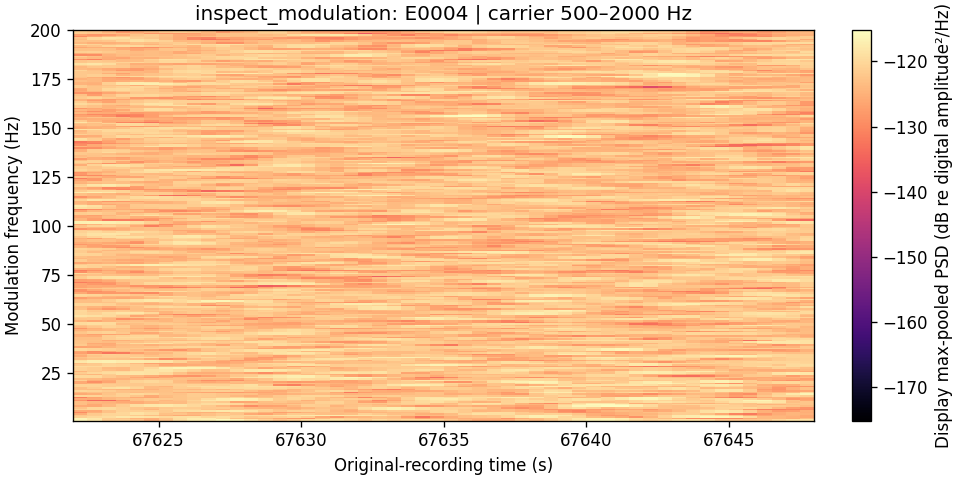 inspect_modulation: E0004 | carrier 500–2000 Hz
200
175
150
125
100
75
50
25
Modulation frequency (Hz)
67625 67630 67635 67640 67645
Original-recording time (s)
−120
−130
−140
−150
−160
−170
Display max-pooled PSD (dB re digital amplitude²/Hz)